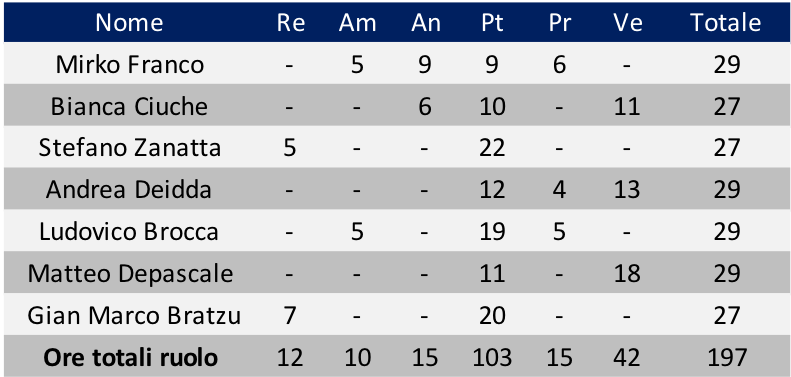 Nome Re Am An Pt Pr Ve Totale
Mirko Franco - 5 9 9 6 - 29
Bianca Ciuche - - 6 10 - 11 27
Stefano Zanatta 5 - - 22 - - 27
Andrea Deidda - - - 12 4 13 29
Ludovico Brocca - 5 - 19 5 - 29
Matteo Depascale - - - 11 - 18 29
Gian Marco Bratzu 7 - - 20 - - 27
Ore totali ruolo 12 10 15 103 15 42 197